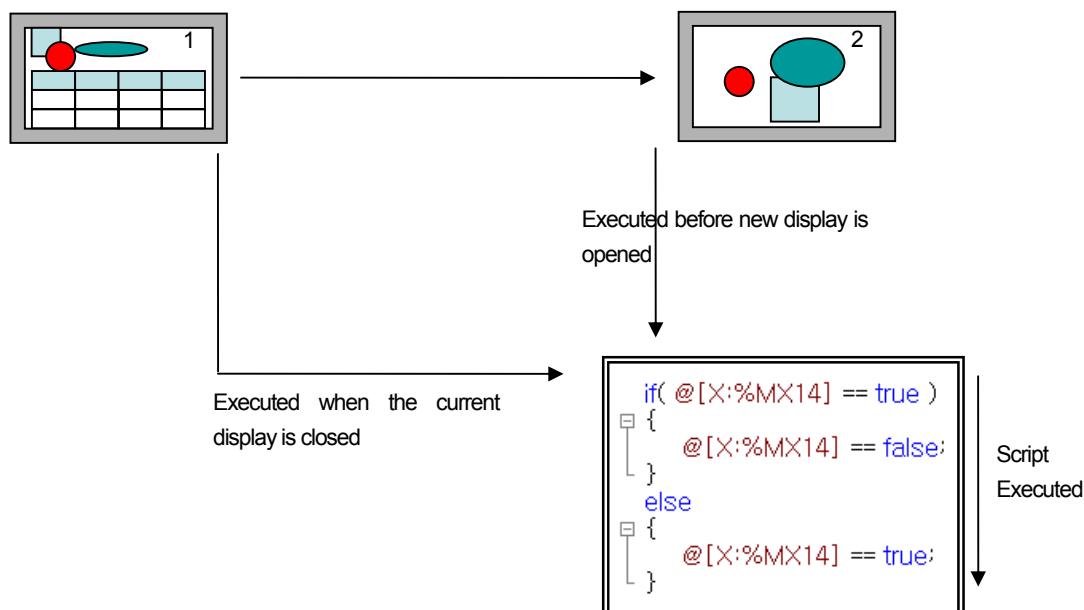 1
2
Executed before new display is
opened
Executed when the current
display is closed
if( @[X:%MX14] == true )
{
@[X:%MX14] == false;
}
else
{
@[X:%MX14] == true;
}
Script
Executed